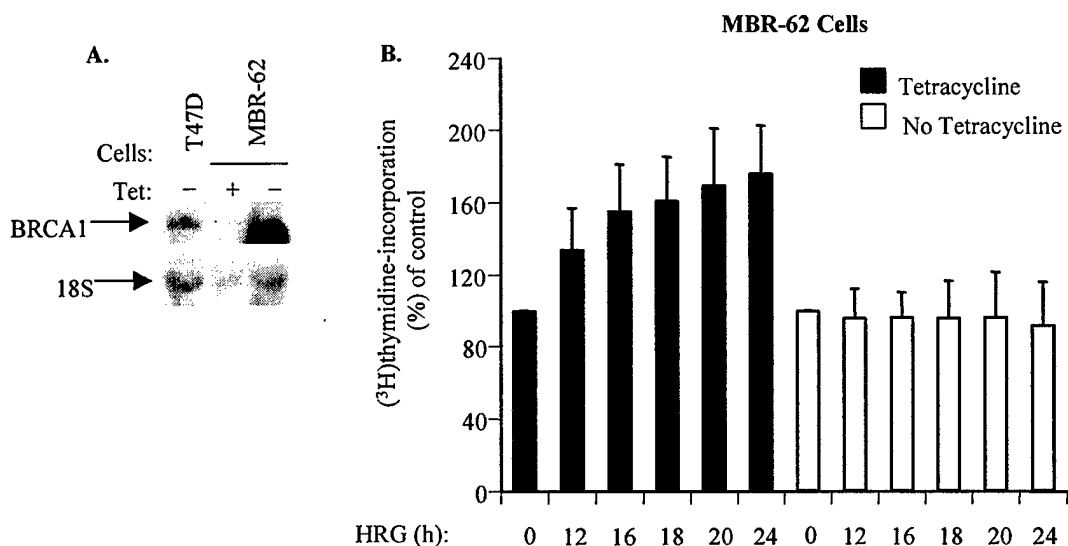 A.
T47D
MBR-62
Cells:
Tet: − + −
BRCA1
18S
B.
MBR-62 Cells
Tetracycline
No Tetracycline
(³H)thymidine-incorporation
(%) of control
240
200
160
120
80
40
0
HRG (h): 0 12 16 18 20 24 0 12 16 18 20 24